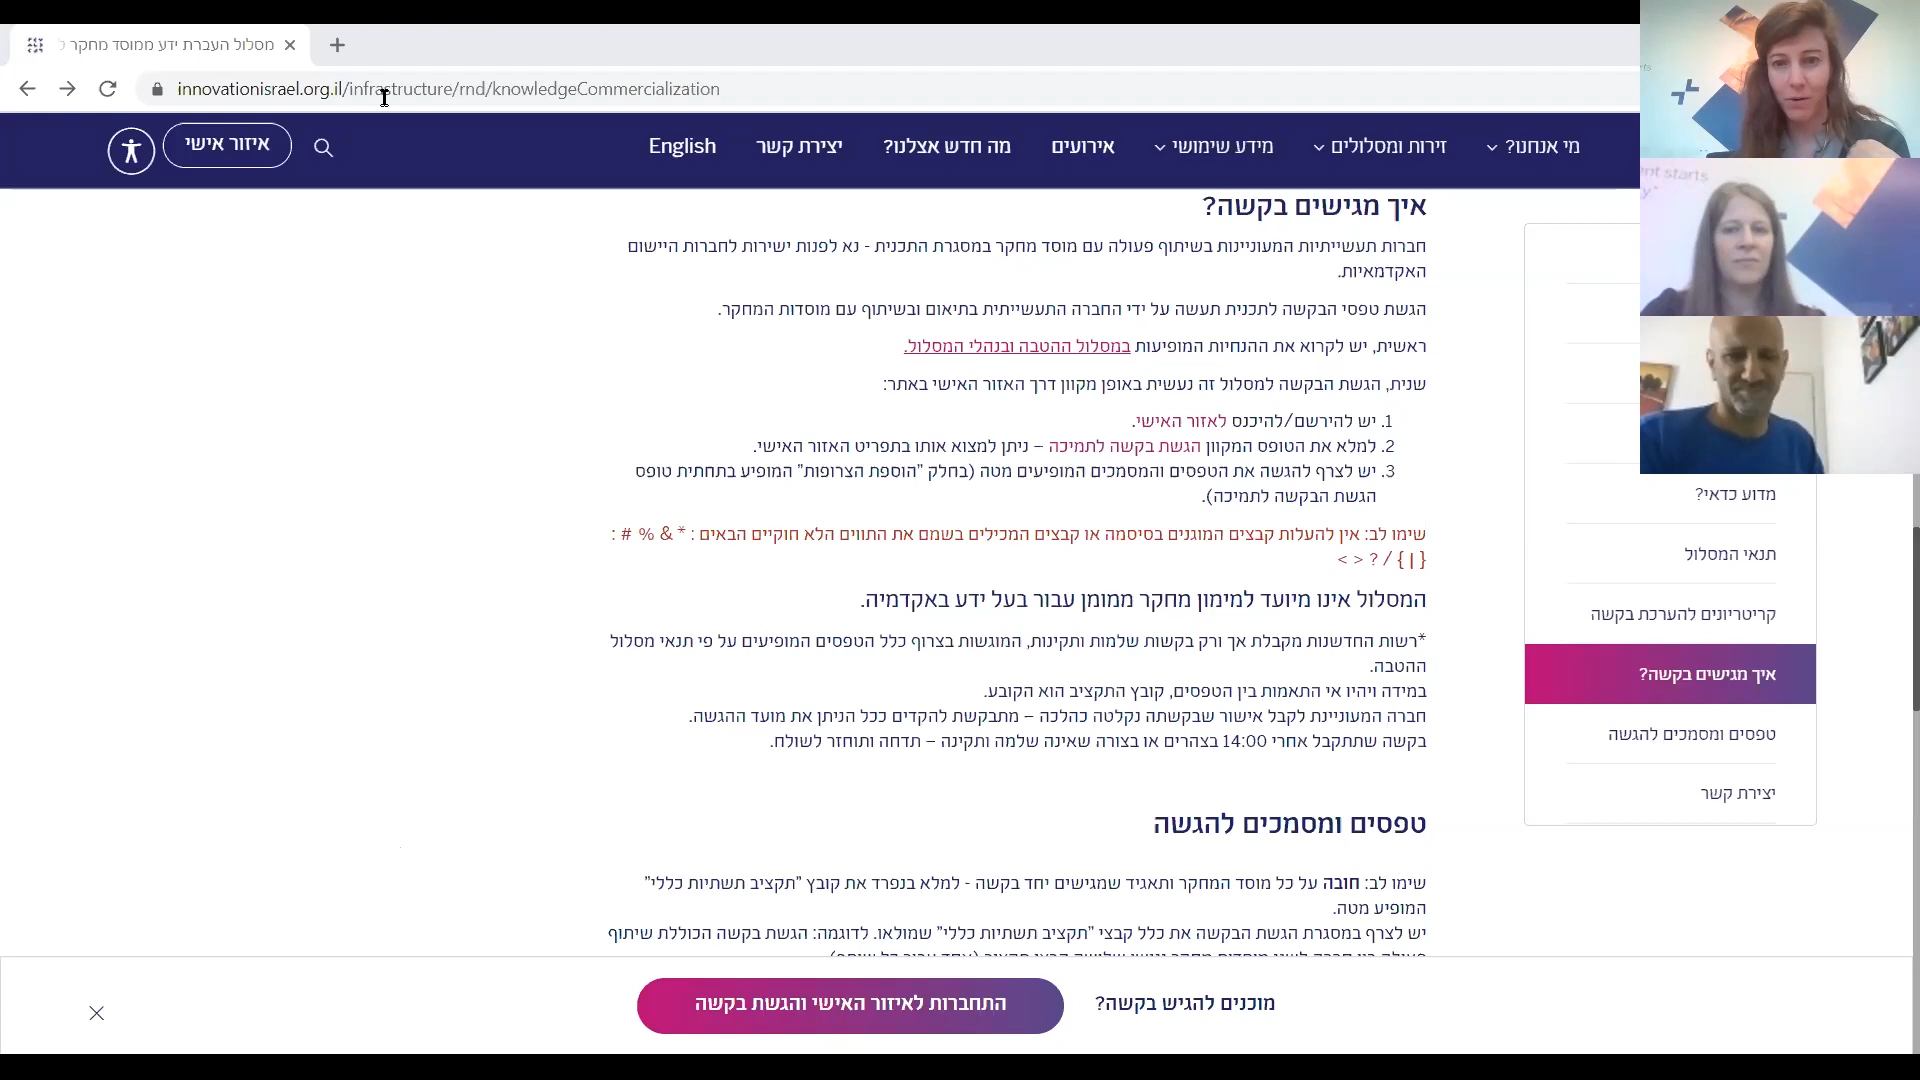 מסלול העברת ידע ממוסד מחקר ל
innovationisrael.org.il/infrastructure/rnd/knowledgeCommercialization
מי אנחנו?
זירות ומסלולים
מידע שימושי
אירועים
מה חדש אצלנו?
יצירת קשר
English
איזור אישי
איך מגישים בקשה?
חברות תעשייתיות המעוניינות בשיתוף פעולה עם מוסד מחקר במסגרת התכנית - נא לפנות ישירות לחברות היישום
האקדמאיות.
הגשת טפסי הבקשה לתכנית תעשה על ידי החברה התעשייתית בתיאום ובשיתוף עם מוסדות המחקר.
ראשית, יש לקרוא את ההנחיות המופיעות במסלול ההטבה ובנהלי המסלול.
שנית, הגשת הבקשה למסלול זה נעשית באופן מקוון דרך האזור האישי באתר:
1. יש להירשם/להיכנס לאזור האישי.
2. למלא את הטופס המקוון הגשת בקשה לתמיכה – ניתן למצוא אותו בתפריט האזור האישי.
3. יש לצרף להגשה את הטפסים והמסמכים המופיעים מטה (בחלק "הוספת הצרופות" המופיע בתחתית טופס
הגשת הבקשה לתמיכה).
שימו לב: אין להעלות קבצים המוגנים בסיסמה או קבצים המכילים בשמם את התווים הלא חוקיים הבאים : * & % # :
{ | } / ? < >
המסלול אינו מיועד למימון מחקר ממומן עבור בעל ידע באקדמיה.
*רשות החדשנות מקבלת אך ורק בקשות שלמות ותקינות, המוגשות בצרוף כלל הטפסים המופיעים על פי תנאי מסלול
ההטבה.
במידה ויהיו אי התאמות בין הטפסים, קובץ התקציב הוא הקובע.
חברה המעוניינת לקבל אישור שבקשתה נקלטה כהלכה – מתבקשת להקדים ככל הניתן את מועד ההגשה.
בקשה שתתקבל אחרי 14:00 בצהרים או בצורה שאינה שלמה ותקינה – תדחה ותוחזר לשולח.
טפסים ומסמכים להגשה
שימו לב: חובה על כל מוסד המחקר ותאגיד שמגישים יחד בקשה - למלא בנפרד את קובץ "תקציב תשתיות כללי"
המופיע מטה.
יש לצרף במסגרת הגשת הבקשה את כלל קבצי "תקציב תשתיות כללי" שמולאו. לדוגמה: הגשת בקשה הכוללת שיתוף
מדוע כדאי?
תנאי המסלול
קריטריונים להערכת בקשה
איך מגישים בקשה?
טפסים ומסמכים להגשה
יצירת קשר
מוכנים להגיש בקשה?
התחברות לאיזור האישי והגשת בקשה